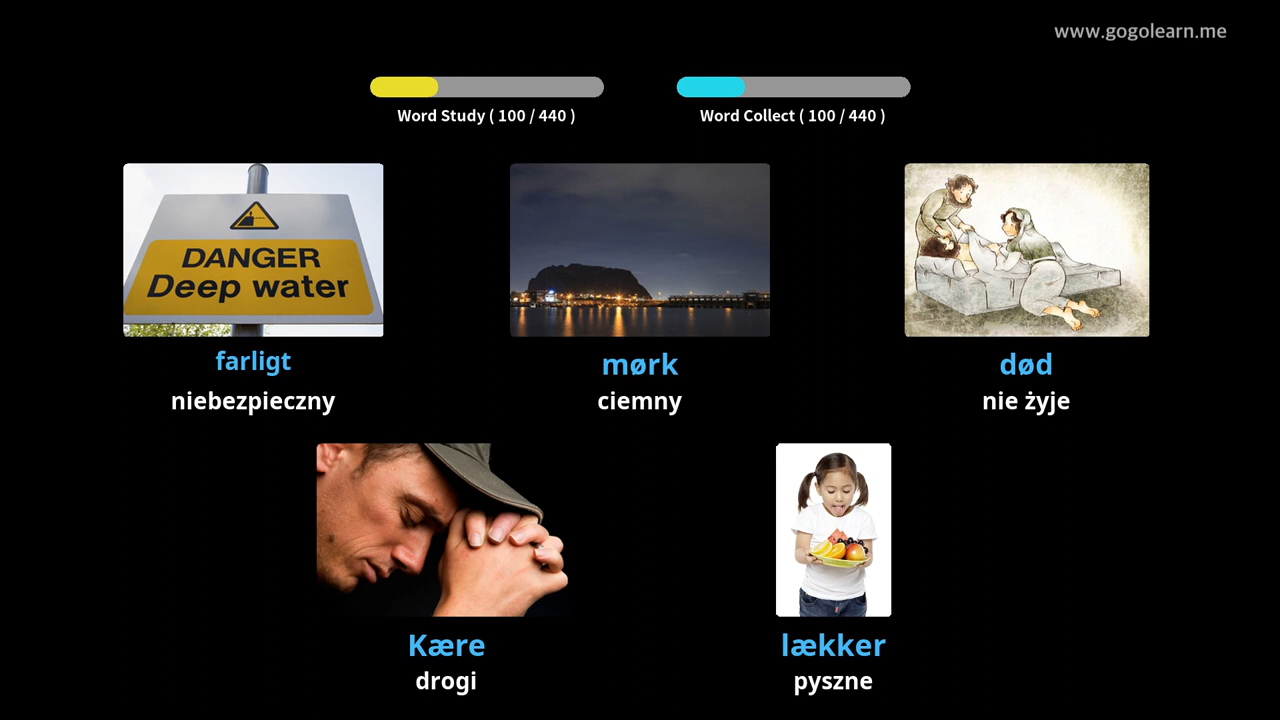 www.gogolearn.me
Word Study ( 100 / 440 )
Word Collect ( 100 / 440 )
DANGER
Deep water
farligt
niebezpieczny
mørk
ciemny
død
nie żyje
Kære
drogi
lækker
pyszne